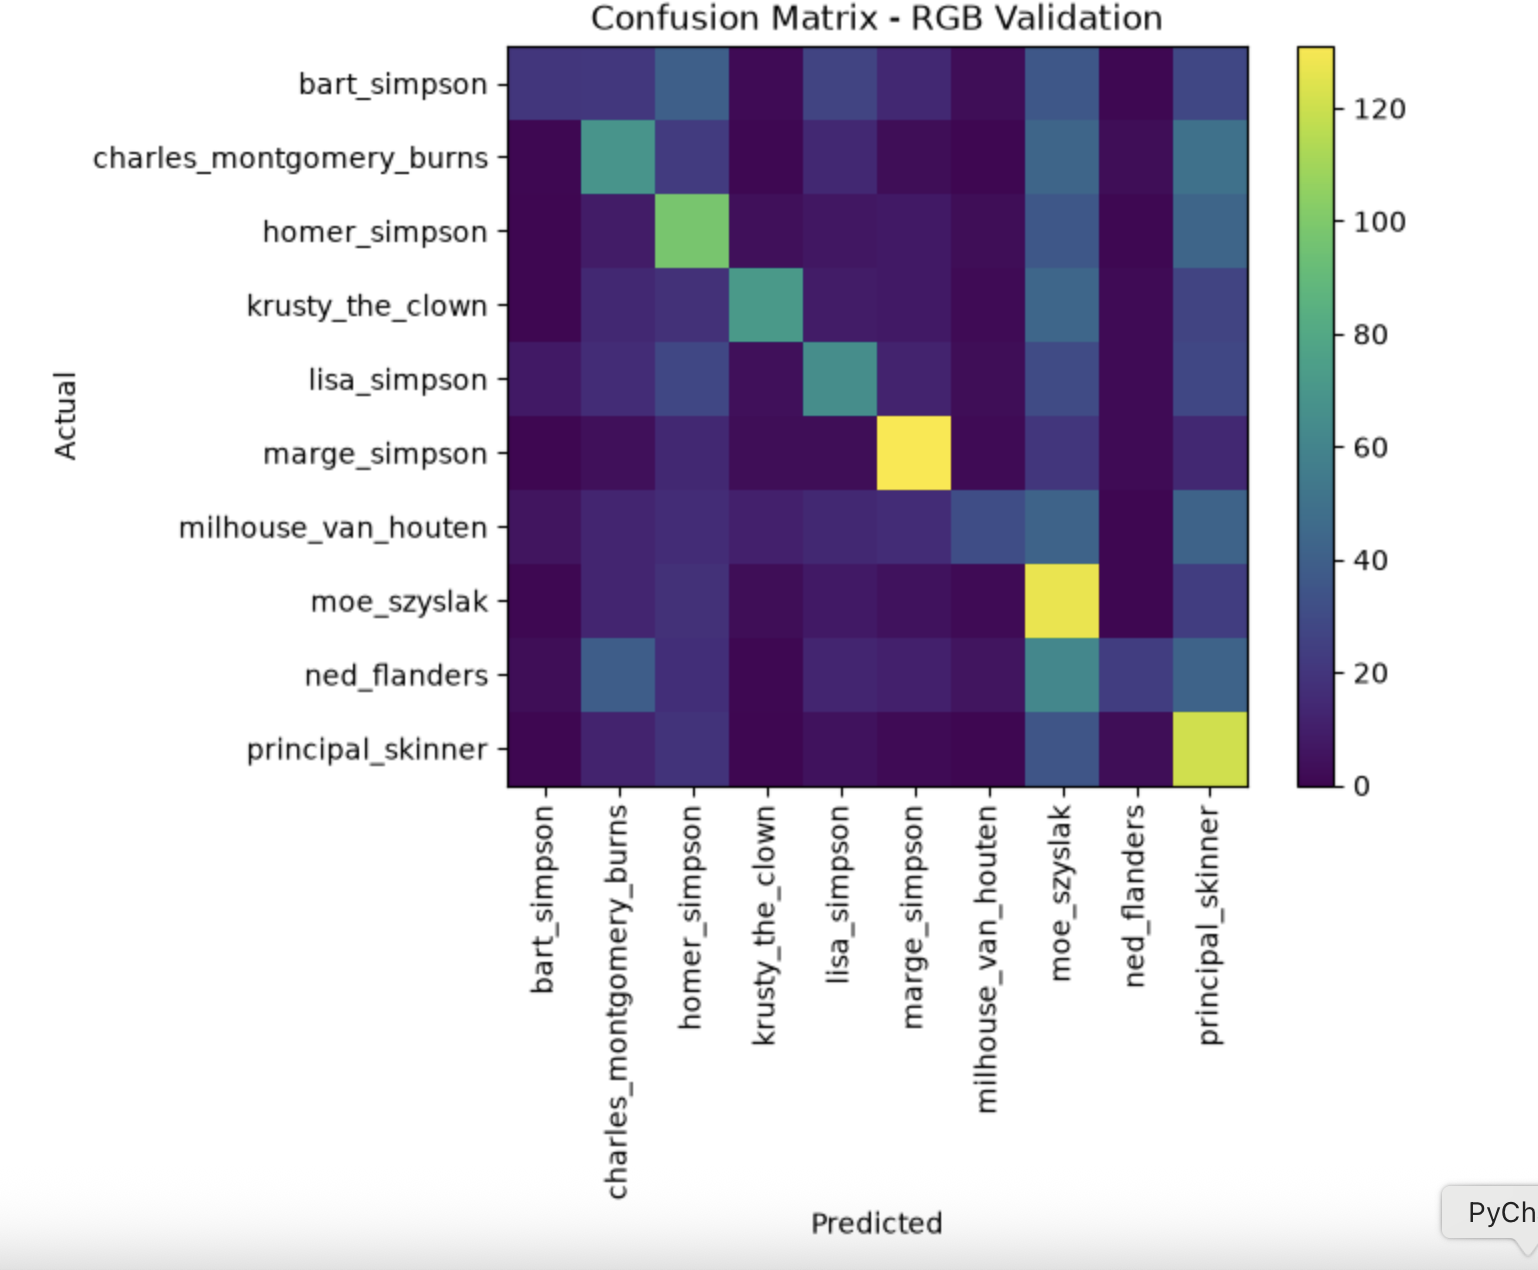 Confusion Matrix - RGB Validation
bart_simpson
charles_montgomery_burns
homer_simpson
krusty_the_clown
lisa_simpson
marge_simpson
milhouse_van_houten
moe_szyslak
ned_flanders
principal_skinner
Actual
120
100
80
60
40
20
0
bart_simpson
charles_montgomery_burns
homer_simpson
krusty_the_clown
lisa_simpson
marge_simpson
milhouse_van_houten
moe_szyslak
ned_flanders
principal_skinner
Predicted
PyCh